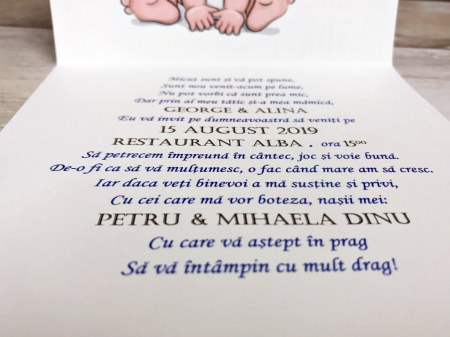 Micuț sunt și vă pot spune,
Sunt nou venit-acum pe lume,
Nu pot vorbi că sunt prea mic,
Dar prin al meu tătic și-a mea mămică,
GEORGE & ALINA
Eu vă invit pe dumneavoastră să veniți pe
15 AUGUST 2019
RESTAURANT ALBA . ora 15⁰⁰
Să petrecem împreună în cântec, joc și voie bună.
De-o fi ca să vă mulțumesc, o fac când mare am să cresc.
Iar daca veți binevoi a mă susține și privi,
Cu cei care mă vor boteza, nașii mei:
PETRU & MIHAELA DINU
Cu care vă aștept în prag
Să vă întâmpin cu mult drag!